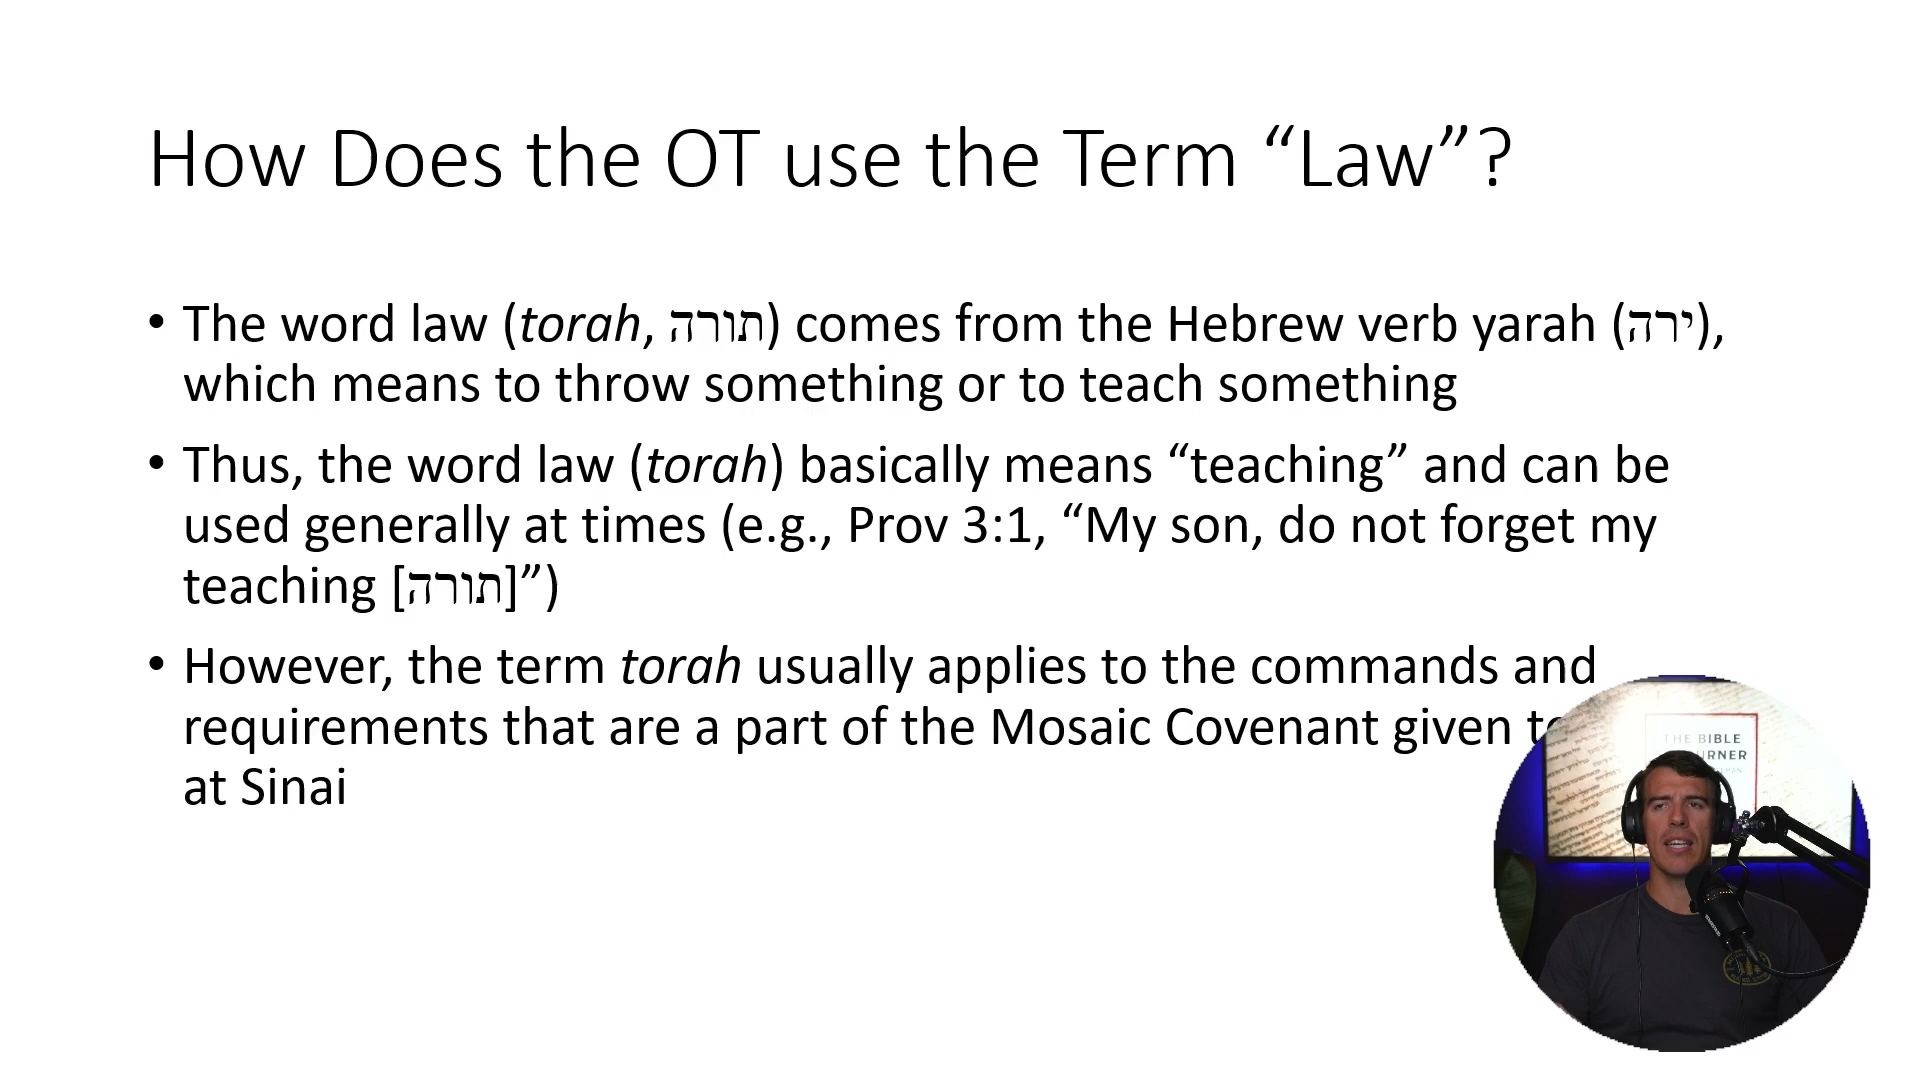 How Does the OT use the Term “Law”?
• The word law (torah, תורה) comes from the Hebrew verb yarah (ירה),
which means to throw something or to teach something
• Thus, the word law (torah) basically means “teaching” and can be
used generally at times (e.g., Prov 3:1, “My son, do not forget my
teaching [תורה]”)
• However, the term torah usually applies to the commands and
requirements that are a part of the Mosaic Covenant given
at Sinai
THE BIBLE